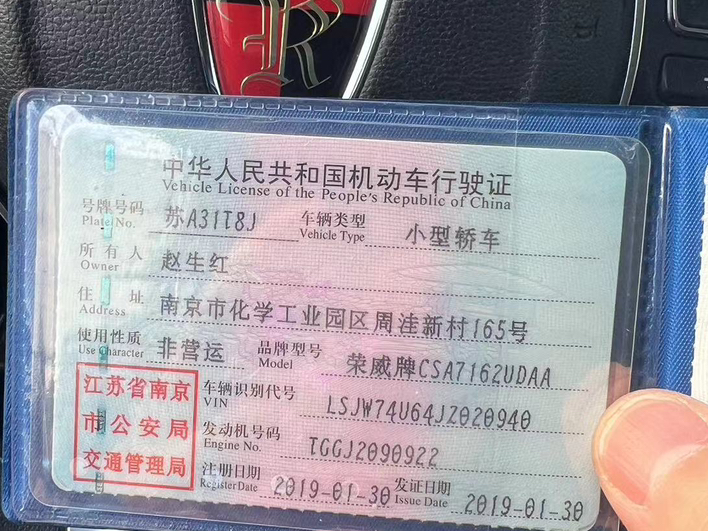 R
中华人民共和国机动车行驶证
Vehicle License of the People's Republic of China
号牌号码 苏A31T8J 车辆类型 小型轿车
Plate No. Vehicle Type
所有人 赵生红
Owner
住址 南京市化学工业园区周洼新村165号
Address
使用性质 非营运 品牌型号 荣威牌CSA7162UDAA
Use Character Model
江苏省南京 车辆识别代号 LSJW74U64JZ020940
VIN
市公安局 发动机号码 TGGJ2090922
Engine No.
交通管理局 注册日期 2019-01-30 发证日期 2019-01-30
Register Date Issue Date